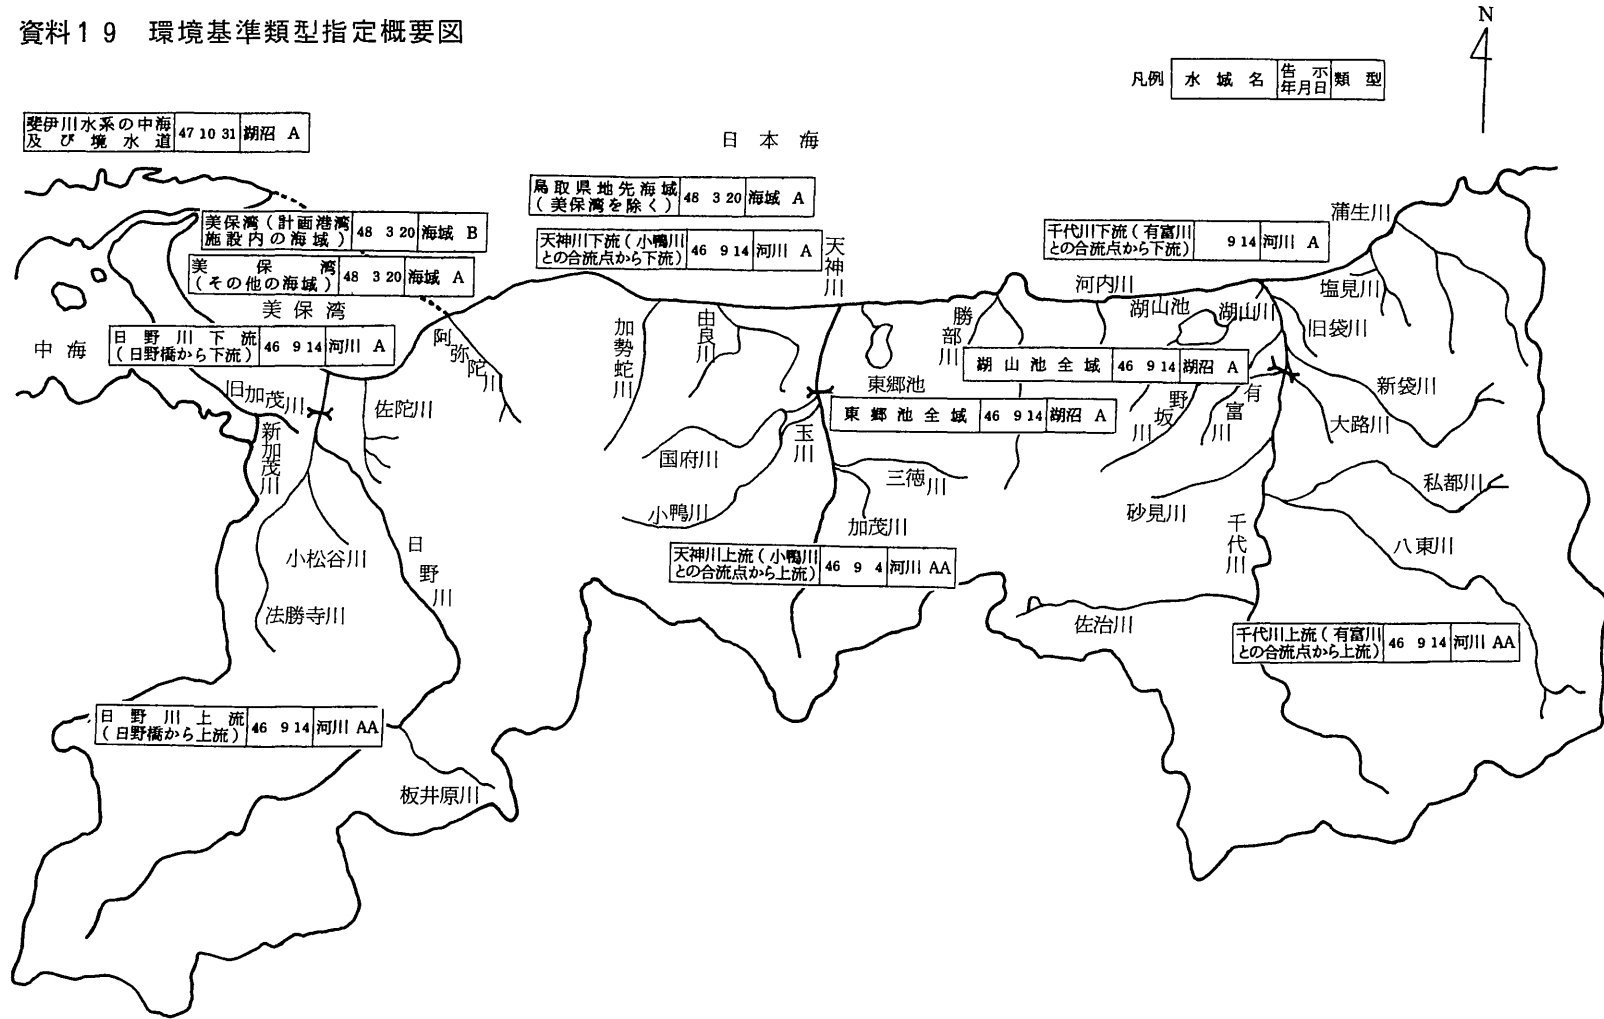 資料19 環境基準類型指定概要図
N
凡例 水域名 告示年月日 類型
斐伊川水系の中海
及び境水道 47 10 31 湖沼 A
日本海
鳥取県地先海域
(美保湾を除く) 48 3 20 海域 A
美保湾(計画港湾
施設内の海域) 48 3 20 海域 B
天神川下流(小鴨川
との合流点から下流) 46 9 14 河川 A
千代川下流(有富川
との合流点から下流) 9 14 河川 A
美保湾
(その他の海域) 48 3 20 海域 A
美保湾
中海
日野川下流
(日野橋から下流) 46 9 14 河川 A
天神川
蒲生川
塩見川
河内川
湖山池
湖山川
旧袋川
阿弥陀川
加勢蛇川
由良川
勝部川
湖山池全域 46 9 14 湖沼 A
東郷池
東郷池全域 46 9 14 湖沼 A
旧加茂川
佐陀川
新加茂川
野坂川
有富川
新袋川
大路川
国府川
玉川
三徳川
小鴨川
加茂川
砂見川
千代川
私都川
八東川
小松谷川
日野川
法勝寺川
天神川上流(小鴨川
との合流点から上流) 46 9 4 河川 AA
佐治川
千代川上流(有富川
との合流点から上流) 46 9 14 河川 AA
日野川上流
(日野橋から上流) 46 9 14 河川 AA
板井原川